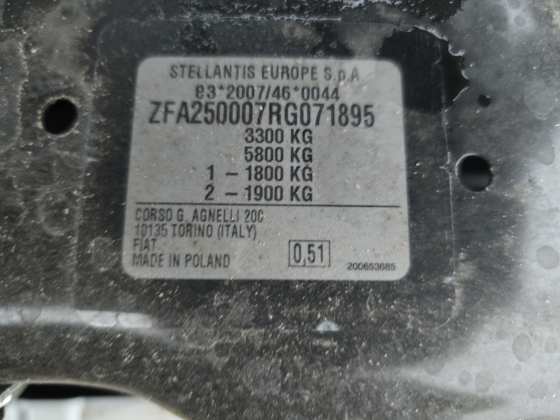 STELLANTIS EUROPE S.p.A.
e3*2007/46*0044
ZFA250007RG071895
3300 KG
5800 KG
1 - 1800 KG
2 - 1900 KG
CORSO G. AGNELLI 200
10135 TORINO (ITALY)
FIAT
MADE IN POLAND
0,51
200653685